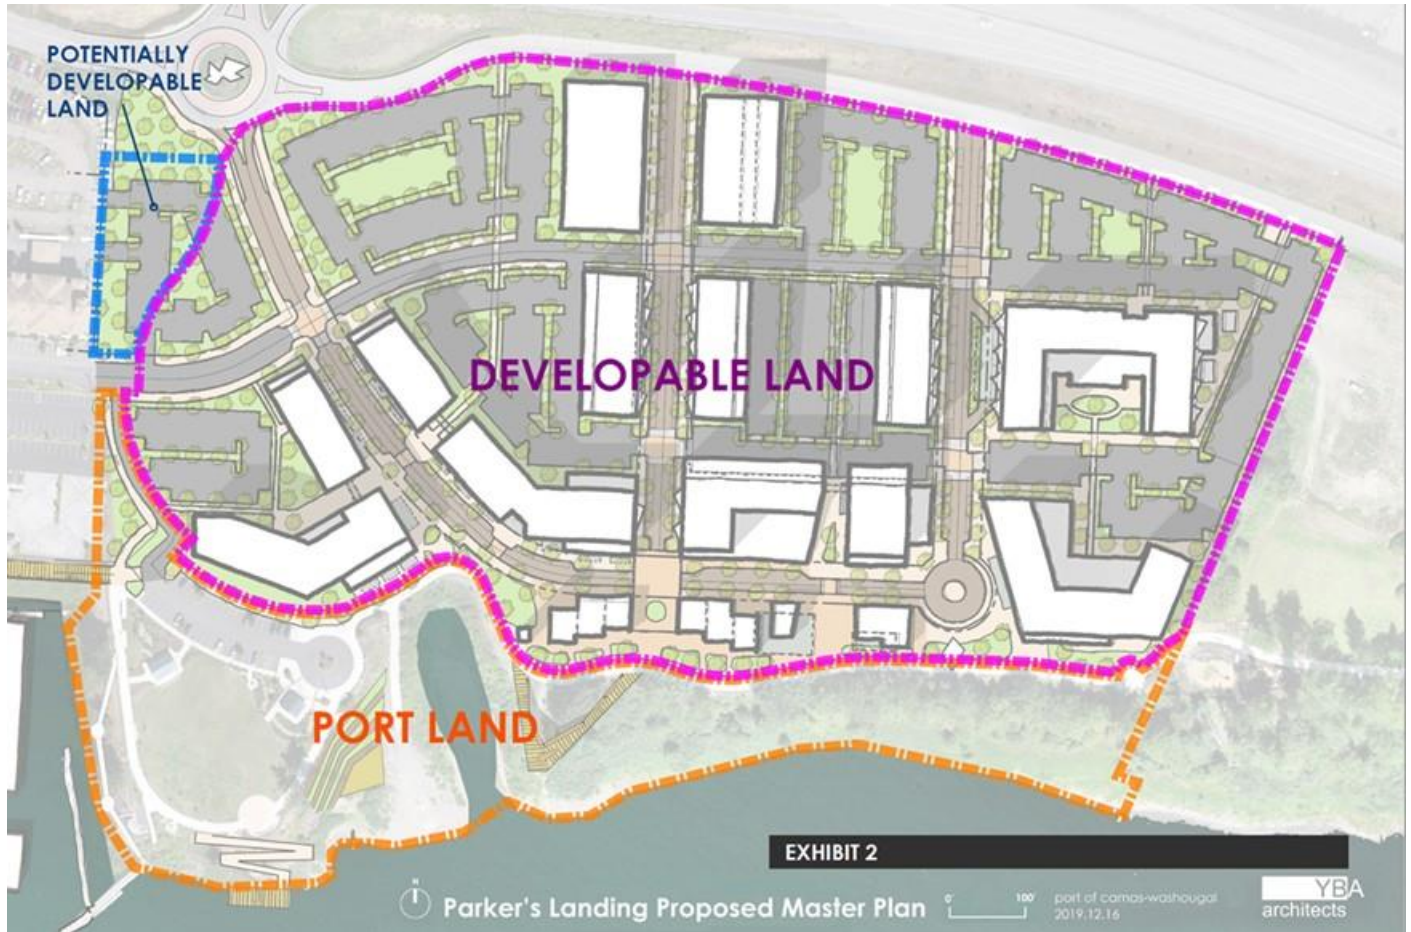 POTENTIALLY
DEVELOPABLE
LAND
DEVELOPABLE LAND
PORT LAND
EXHIBIT 2
N
Parker's Landing Proposed Master Plan
0' 100'
port of camas-washougal
2019.12.16
YBA
architects